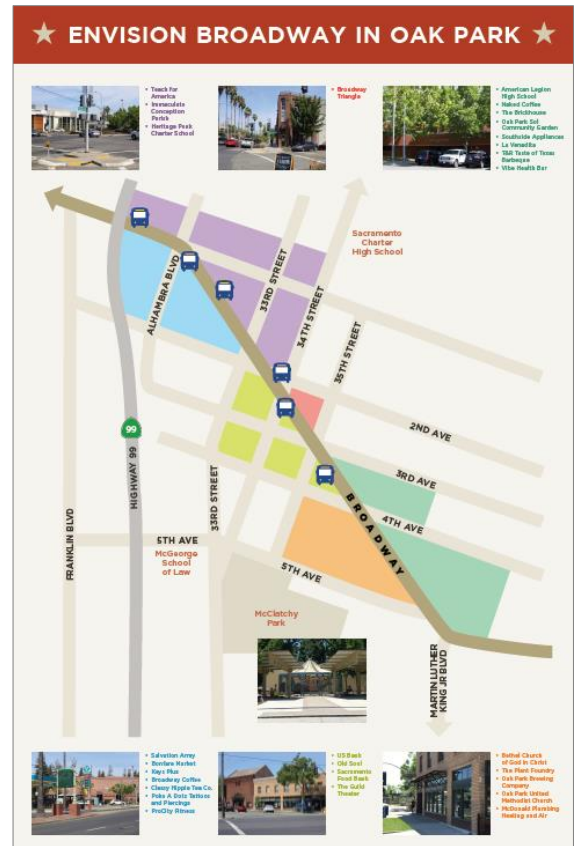 ENVISION BROADWAY IN OAK PARK
Teach for
America
Immaculate
Conception
Parish
Heritage Peak
Charter School
Broadway
Triangle
American Legion
High School
Naked Coffee
The Brickhouse
Oak Park Sol
Community Garden
Southside Appliances
La Venadita
T&R Taste of Texas
Barbeque
Vibe Health Bar
Sacramento
Charter
High School
ALHAMBRA BLVD
33RD STREET
34TH STREET
35TH STREET
2ND AVE
3RD AVE
4TH AVE
BROADWAY
99
HIGHWAY 99
FRANKLIN BLVD
33RD STREET
5TH AVE
McGeorge
School
of Law
5TH AVE
McClatchy
Park
MARTIN LUTHER
KING JR BLVD
Salvation Army
Bonfare Market
Kays Plus
Broadway Coffee
Classy Hippie Tea Co.
Poke A Dots Tattoos
and Piercings
ProCity Fitness
US Bank
Old Soul
Sacramento
Food Bank
The Guild
Theater
Bethel Church
of God in Christ
The Plant Foundry
Oak Park Brewing
Company
Oak Park United
Methodist Church
McDonald Plumbing
Heating and Air